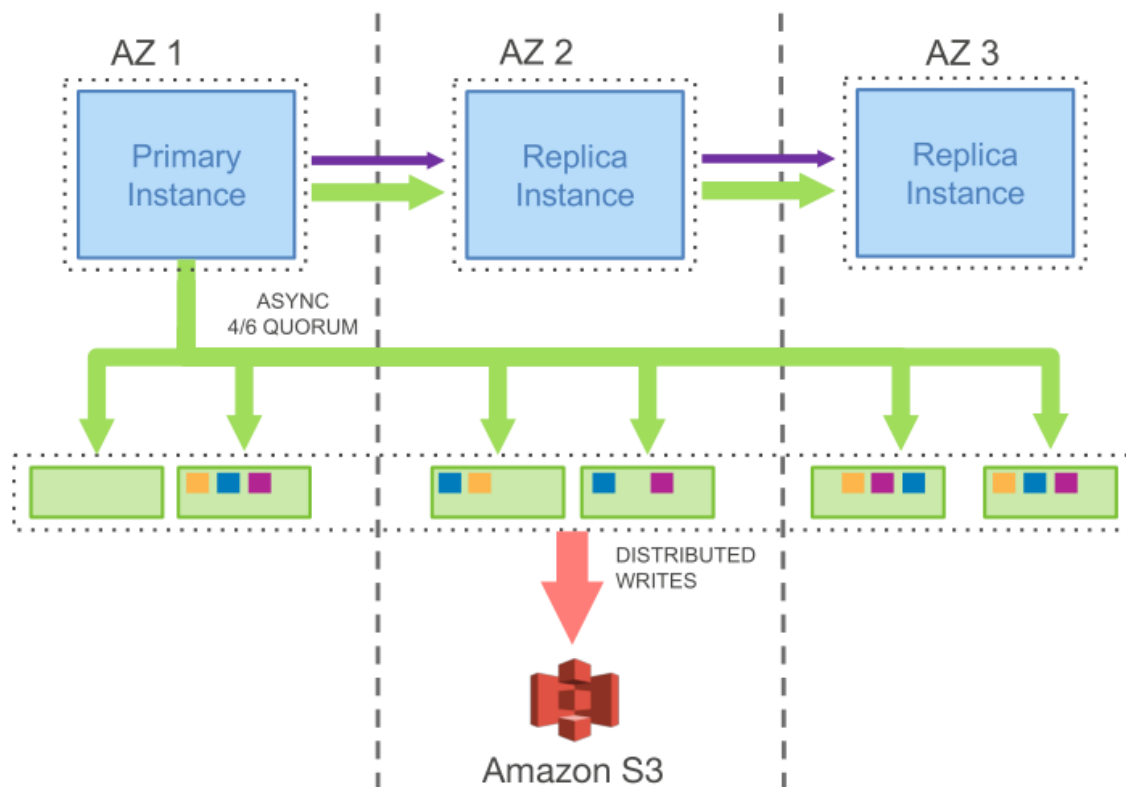 AZ 1
AZ 2
AZ 3
Primary
Instance
Replica
Instance
Replica
Instance
ASYNC
4/6 QUORUM
DISTRIBUTED
WRITES
Amazon S3